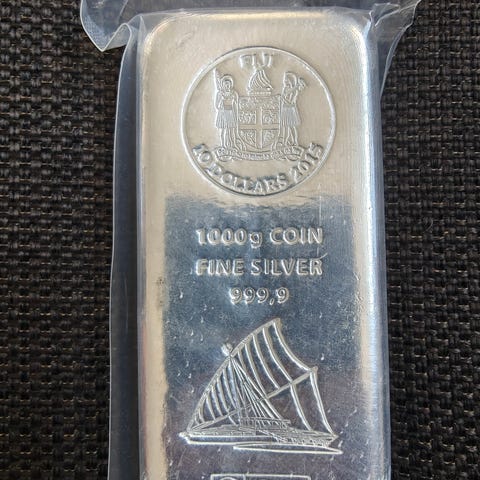 FIJI
10 DOLLARS 2015
1000g COIN
FINE SILVER
999,9